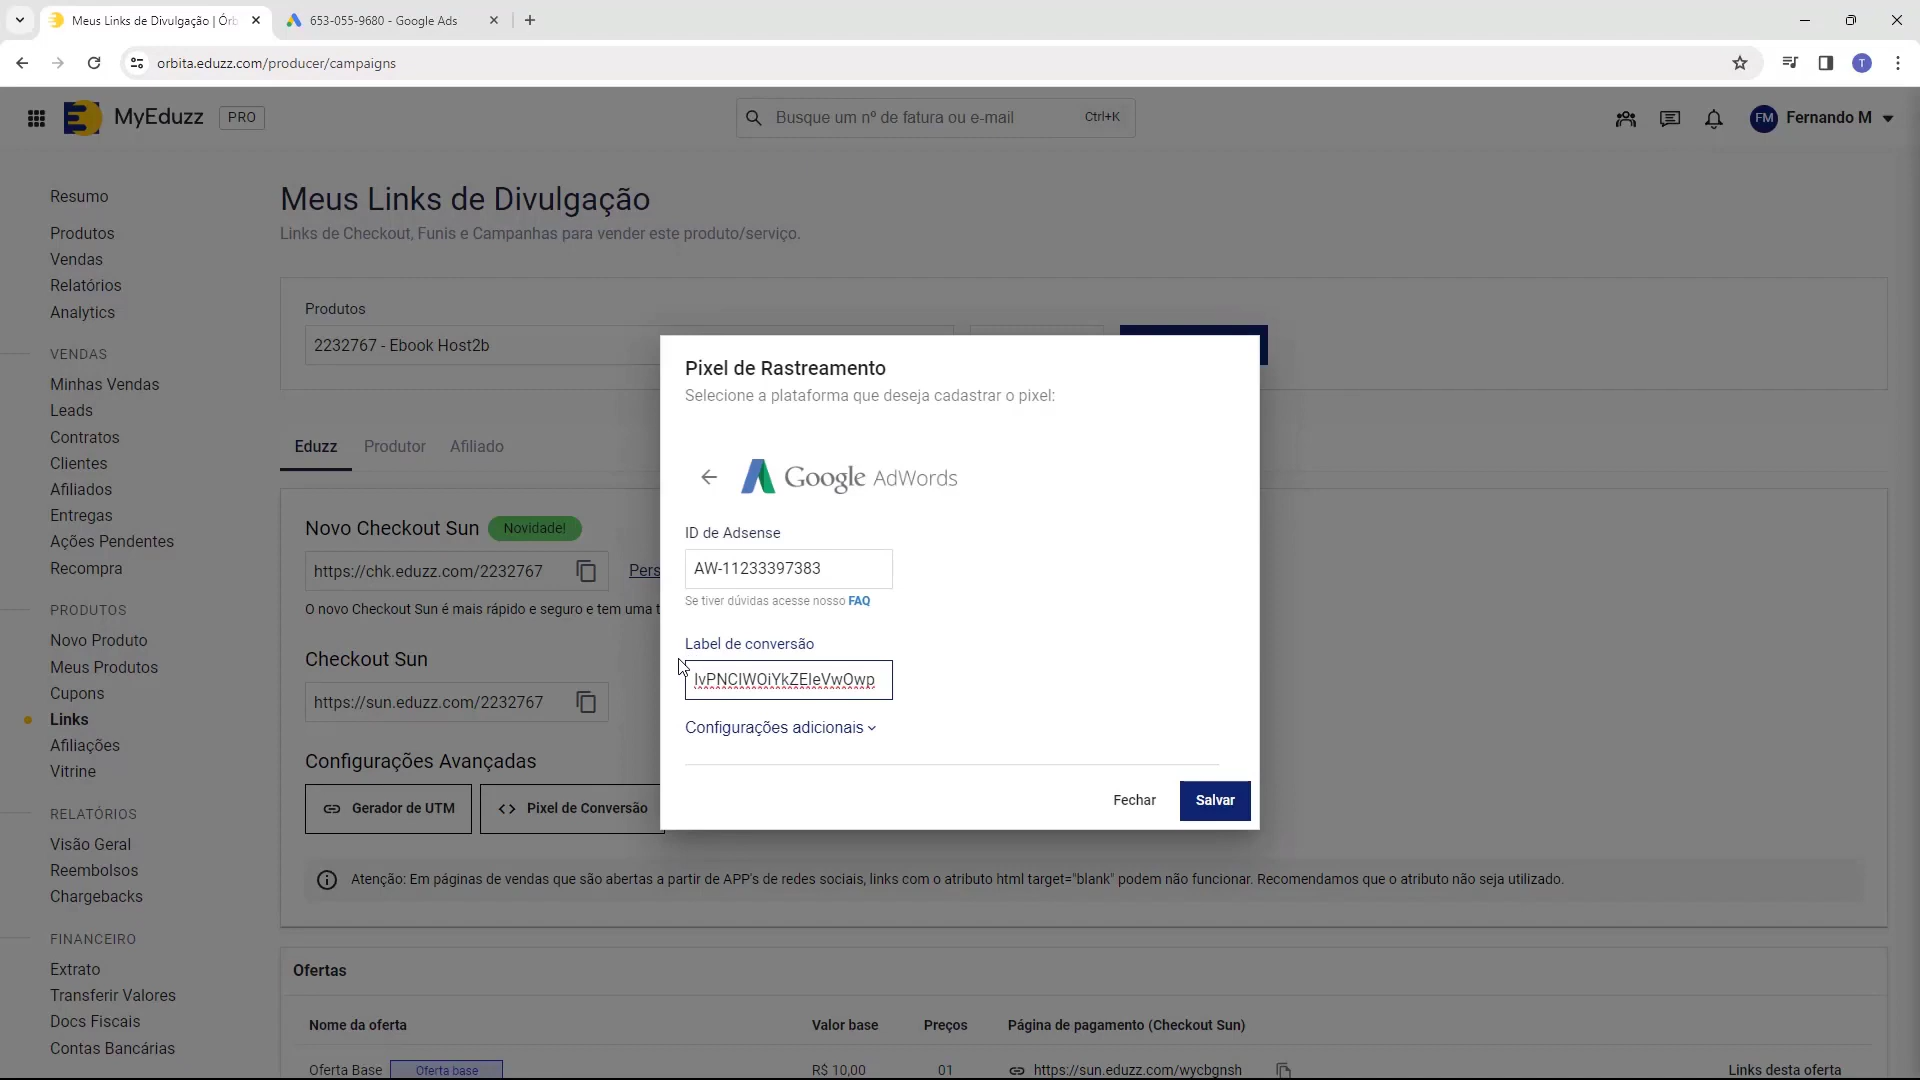 Meus Links de Divulgação | Órb
653-055-9680 - Google Ads
orbita.eduzz.com/producer/campaigns
T
MyEduzz
PRO
Busque um nº de fatura ou e-mail
Ctrl+K
FM
Fernando M
Resumo
Produtos
Vendas
Relatórios
Analytics
VENDAS
Minhas Vendas
Leads
Contratos
Clientes
Afiliados
Entregas
Ações Pendentes
Recompra
PRODUTOS
Novo Produto
Meus Produtos
Cupons
Links
Afiliações
Vitrine
RELATÓRIOS
Visão Geral
Reembolsos
Chargebacks
FINANCEIRO
Extrato
Transferir Valores
Docs Fiscais
Contas Bancárias
Meus Links de Divulgação
Links de Checkout, Funis e Campanhas para vender este produto/serviço.
Produtos
2232767 - Ebook Host2b
Eduzz
Produtor
Afiliado
Novo Checkout Sun
Novidade!
https://chk.eduzz.com/2232767
Pers
O novo Checkout Sun é mais rápido e seguro e tem uma t
Checkout Sun
https://sun.eduzz.com/2232767
Configurações Avançadas
Gerador de UTM
Pixel de Conversão
Pixel de Rastreamento
Selecione a plataforma que deseja cadastrar o pixel:
Google AdWords
ID de Adsense
AW-11233397383
Se tiver dúvidas acesse nosso FAQ
Label de conversão
IvPNCIWOiYkZEIeVwOwp
Configurações adicionais
Fechar
Salvar
Atenção: Em páginas de vendas que são abertas a partir de APP's de redes sociais, links com o atributo html target="blank" podem não funcionar. Recomendamos que o atributo não seja utilizado.
Ofertas
Nome da oferta
Valor base
Preços
Página de pagamento (Checkout Sun)
Oferta Base
Oferta base
R$ 10,00
01
https://sun.eduzz.com/wycbgnsh
Links desta oferta